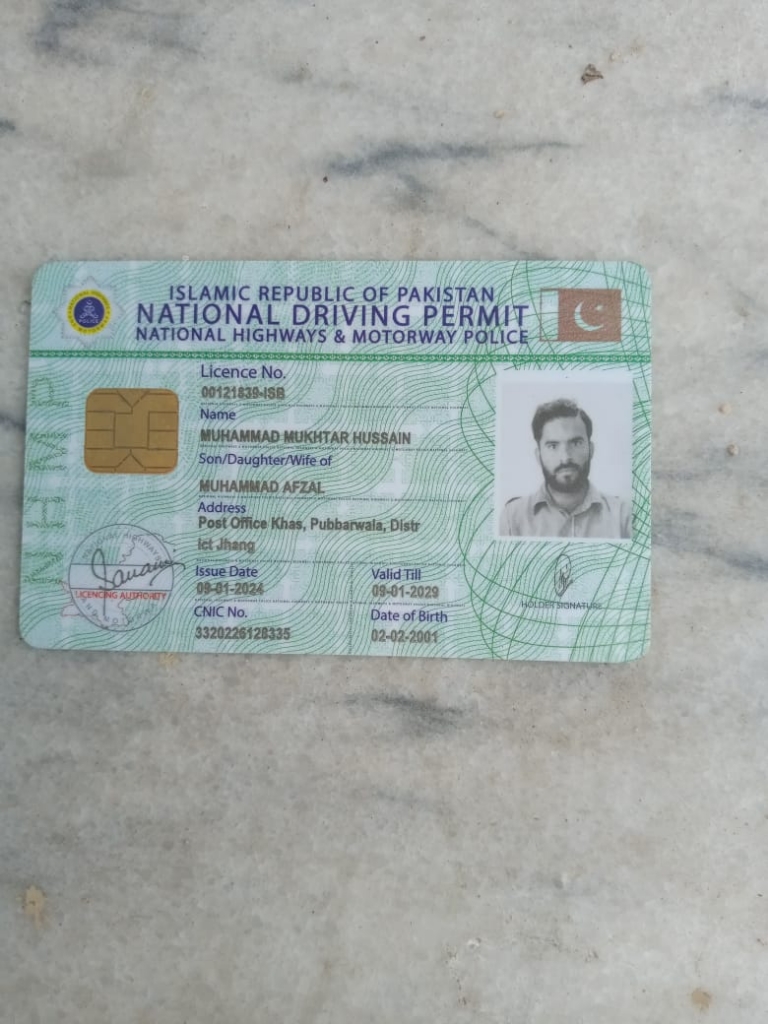 ISLAMIC REPUBLIC OF PAKISTAN
NATIONAL DRIVING PERMIT
NATIONAL HIGHWAYS & MOTORWAY POLICE
NHMP
Licence No.
00121839-ISB
Name
MUHAMMAD MUKHTAR HUSSAIN
Son/Daughter/Wife of
MUHAMMAD AFZAL
Address
Post Office Khas, Pubbarwala, Distr
ict Jhang
Issue Date
09-01-2024
Valid Till
09-01-2029
CNIC No.
3320226128335
Date of Birth
02-02-2001
LICENCING AUTHORITY
HOLDER SIGNATURE